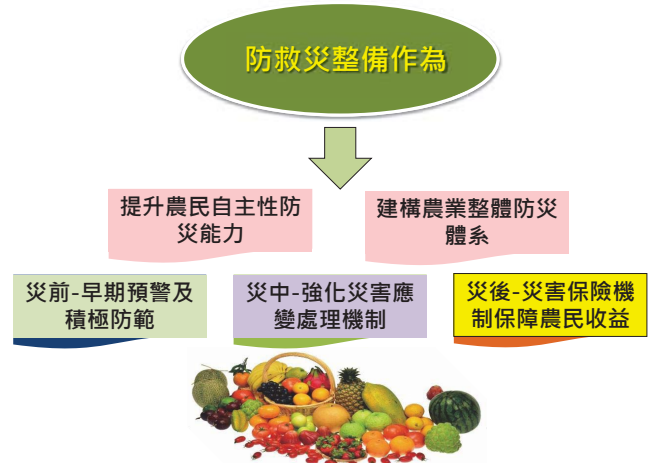 防救災整備作為
提升農民自主性防
災能力
建構農業整體防災
體系
災前-早期預警及
積極防範
災中-強化災害應
變處理機制
災後-災害保險機
制保障農民收益